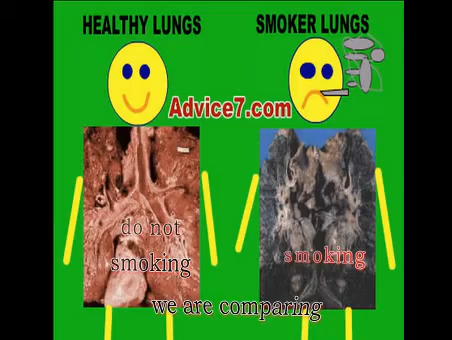 HEALTHY LUNGS
SMOKER LUNGS
Advice7.com
do not
smoking
smoking
we are comparing